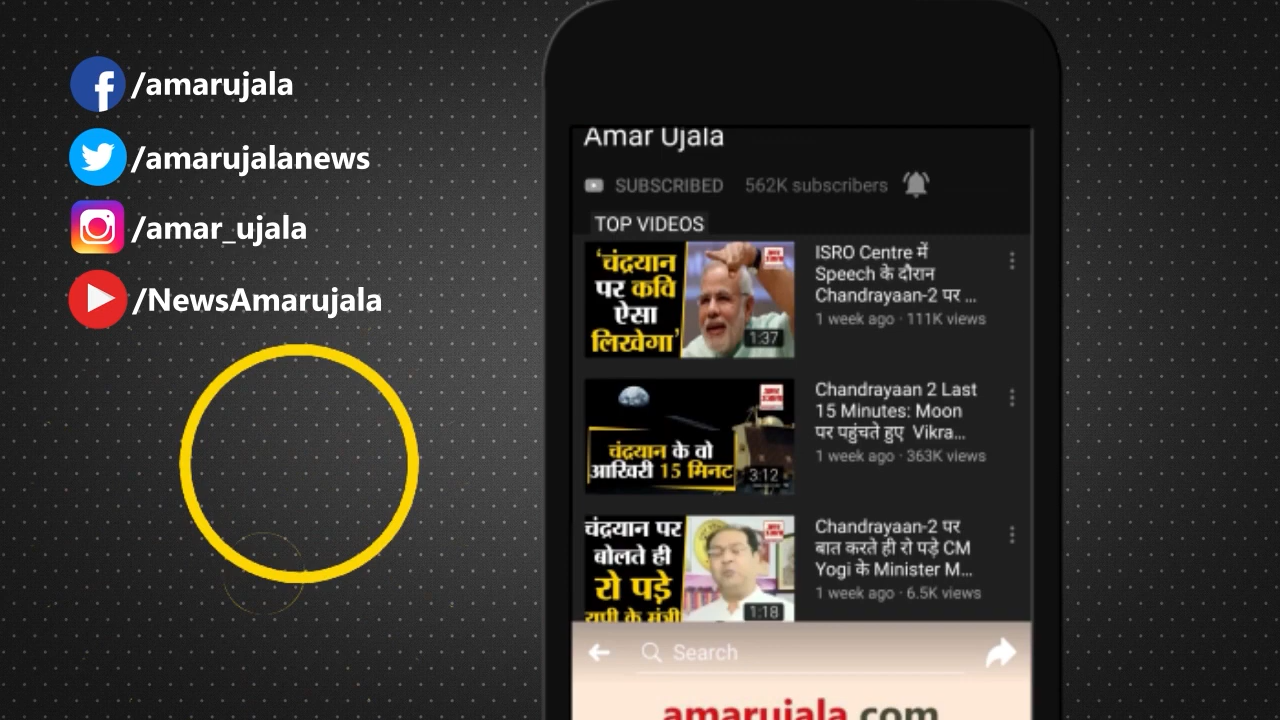 /amarujala
/amarujalanews
/amar_ujala
/NewsAmarujala
Amar Ujala
SUBSCRIBED 562K subscribers
TOP VIDEOS
'चंद्रयान
पर कवि
ऐसा
लिखेगा'
1:37
ISRO Centre में
Speech के दौरान
Chandrayaan-2 पर ...
1 week ago · 111K views
चंद्रयान के वो
आखिरी 15 मिनट
3:12
Chandrayaan 2 Last
15 Minutes: Moon
पर पहुंचते हुए Vikra...
1 week ago · 363K views
चंद्रयान पर
बोलते ही
रो पड़े
यूपी के मंत्री
1:18
Chandrayaan-2 पर
बात करते ही रो पड़े CM
Yogi के Minister M...
1 week ago · 6.5K views
Search
amarujala.com